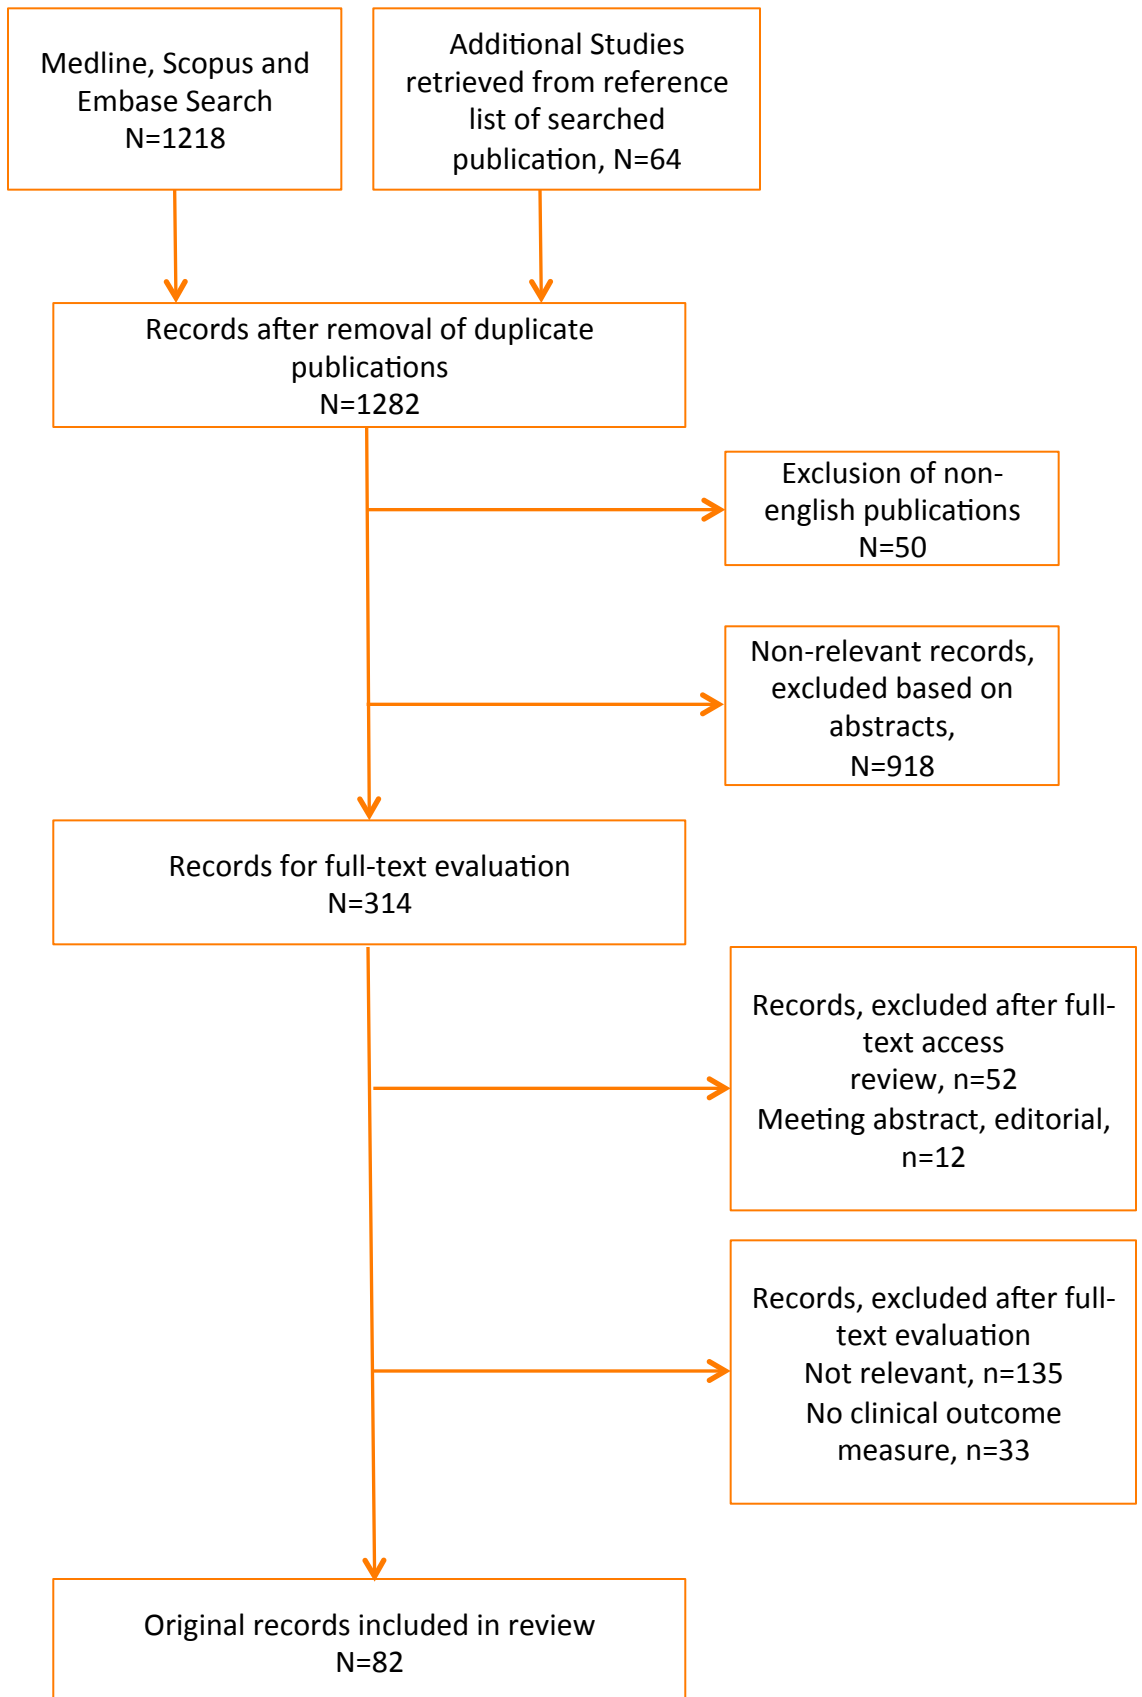 Medline, Scopus and
Embase Search
N=1218
Additional Studies
retrieved from reference
list of searched
publication, N=64
Records after removal of duplicate
publications
N=1282
Exclusion of non-
english publications
N=50
Non-relevant records,
excluded based on
abstracts,
N=918
Records for full-text evaluation
N=314
Records, excluded after full-
text access
review, n=52
Meeting abstract, editorial,
n=12
Records, excluded after full-
text evaluation
Not relevant, n=135
No clinical outcome
measure, n=33
Original records included in review
N=82